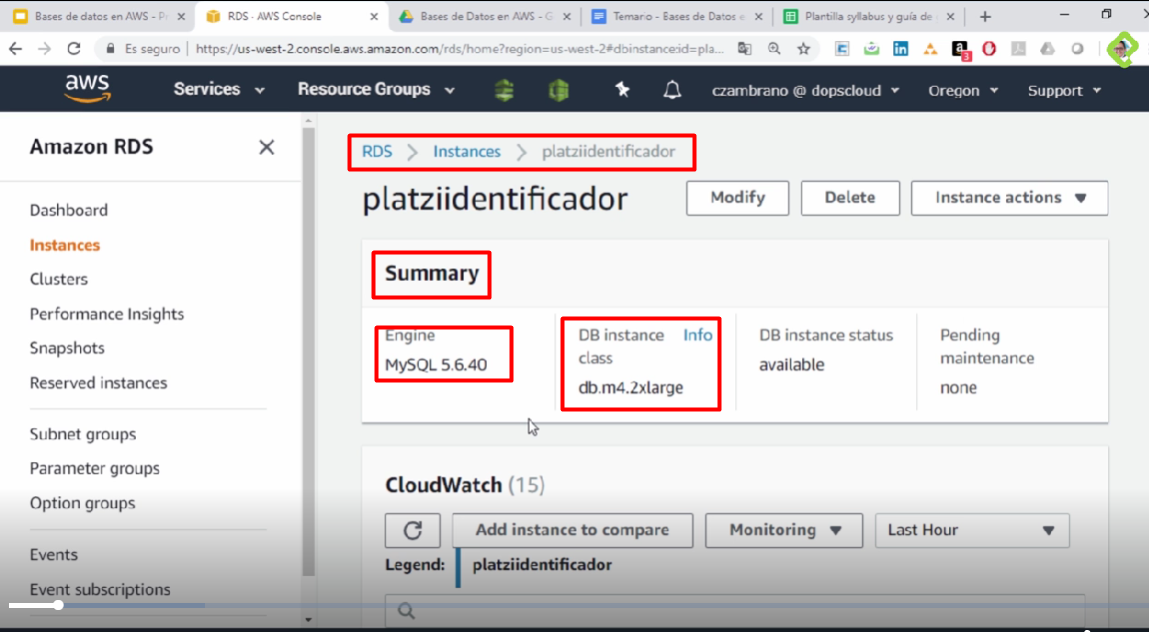 Bases de datos en AWS - P
RDS · AWS Console
Bases de Datos en AWS - G
Temario - Bases de Datos e
Plantilla syllabus y guía de
Es seguro | https://us-west-2.console.aws.amazon.com/rds/home?region=us-west-2#dbinstance:id=pla...
aws
Services
Resource Groups
czambrano @ dopscloud
Oregon
Support
Amazon RDS
Dashboard
Instances
Clusters
Performance Insights
Snapshots
Reserved instances
Subnet groups
Parameter groups
Option groups
Events
Event subscriptions
RDS > Instances > platziidentificador
platziidentificador
Modify
Delete
Instance actions
Summary
Engine
MySQL 5.6.40
DB instance Info
class
db.m4.2xlarge
DB instance status
available
Pending
maintenance
none
CloudWatch (15)
Add instance to compare
Monitoring
Last Hour
Legend: platziidentificador